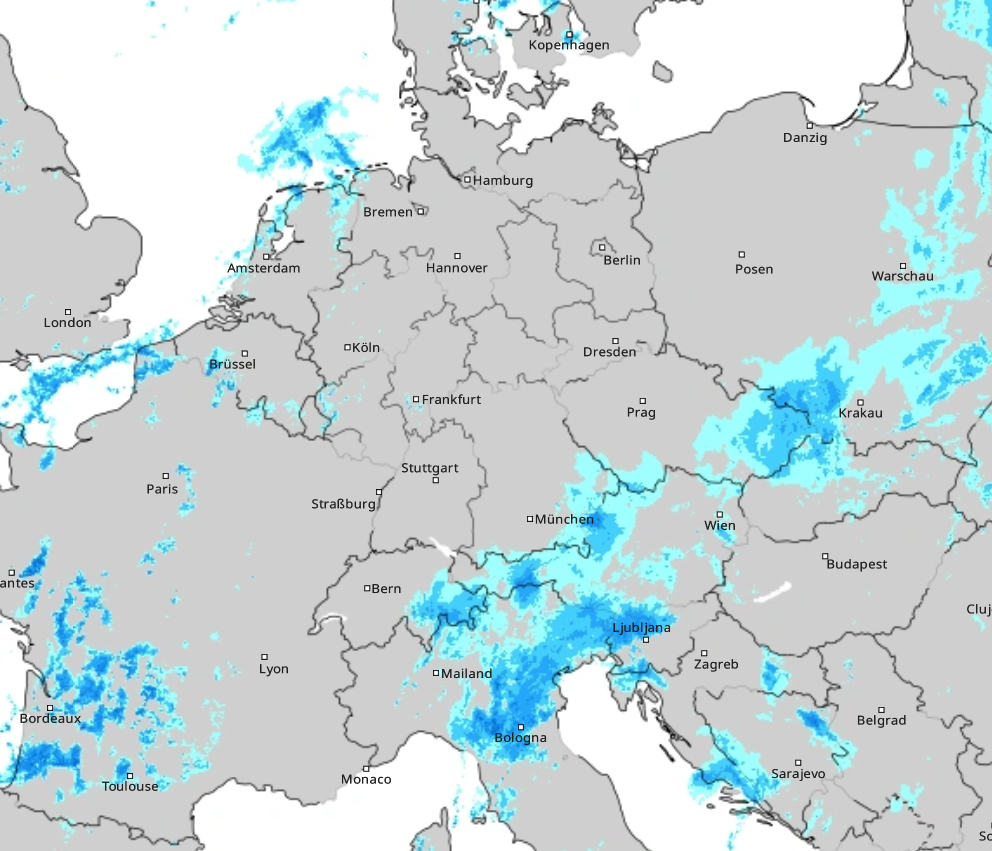 Kopenhagen
Danzig
Hamburg
Bremen
Berlin
Amsterdam
Hannover
Posen
Warschau
London
Köln
Dresden
Brüssel
Frankfurt
Prag
Krakau
Stuttgart
Paris
Straßburg
München
Wien
Budapest
antes
Bern
Cluj
Ljubljana
Lyon
Mailand
Zagreb
Bordeaux
Belgrad
Bologna
Sarajevo
Monaco
Toulouse
So